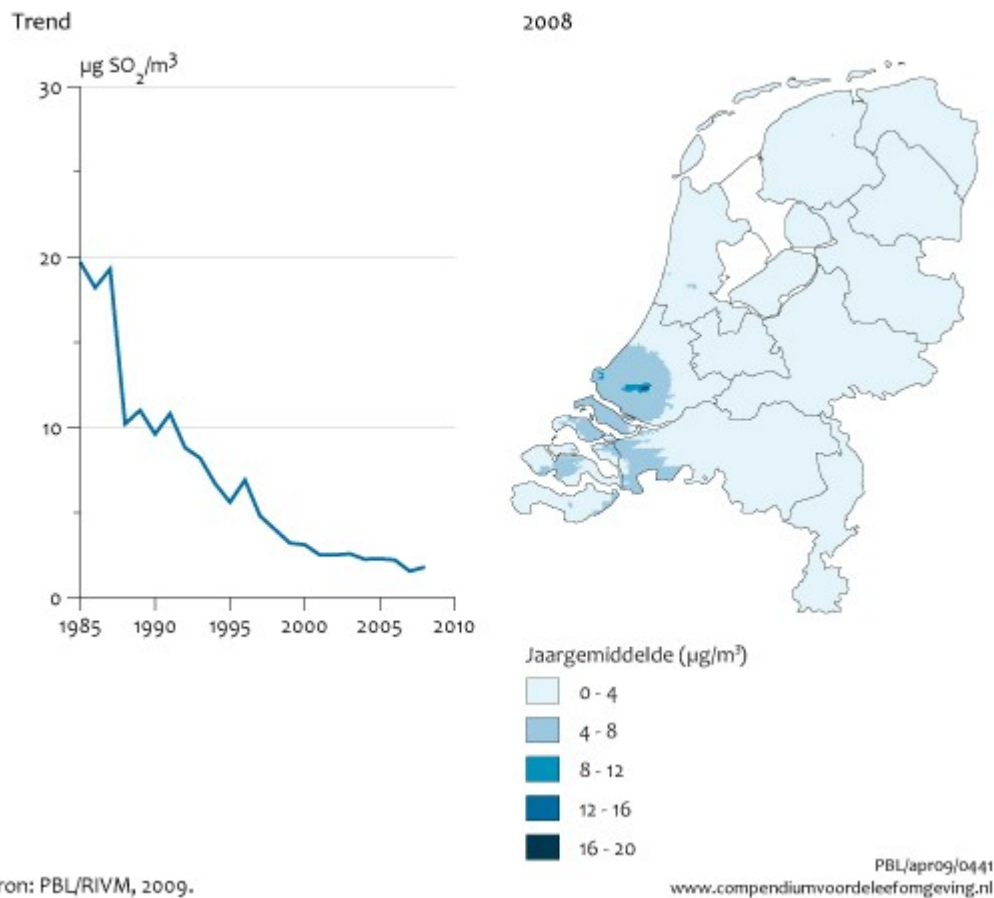 Trend
2008
µg SO₂/m³
30
20
10
0
1985 1990 1995 2000 2005 2010
Jaargemiddelde (µg/m³)
0 - 4
4 - 8
8 - 12
12 - 16
16 - 20
ron: PBL/RIVM, 2009.
PBL/apr09/0441
www.compendiumvoordeleefomgeving.nl